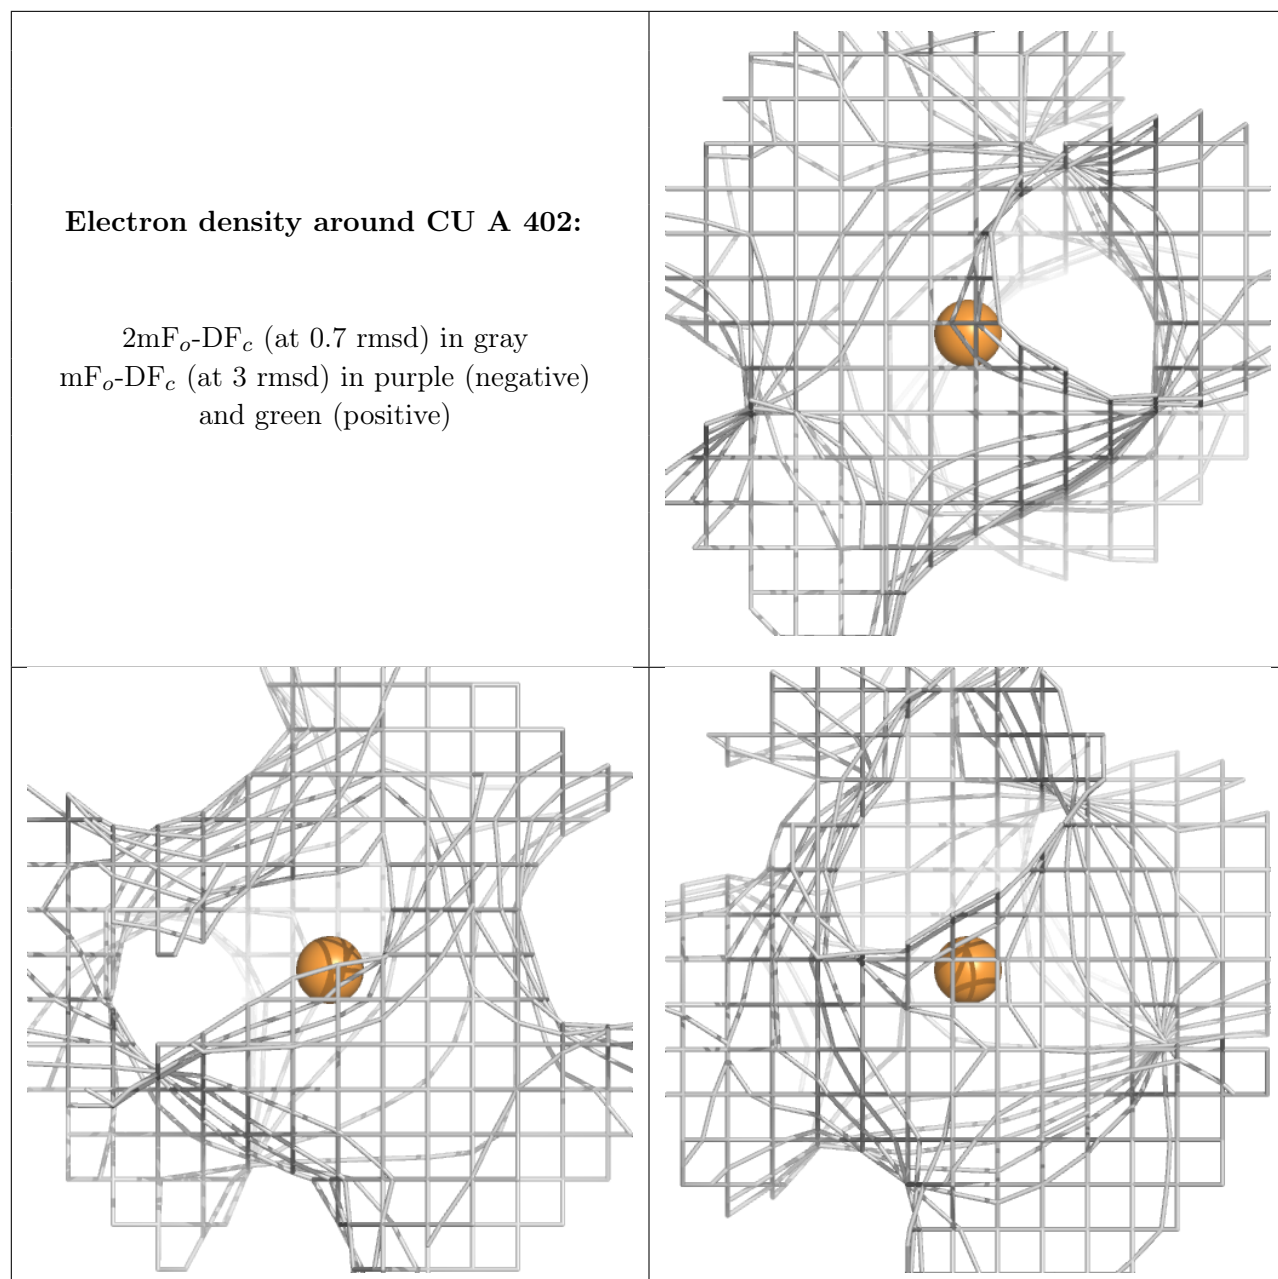 Electron density around CU A 402:
2mFo-DFc (at 0.7 rmsd) in gray
mFo-DFc (at 3 rmsd) in purple (negative)
and green (positive)